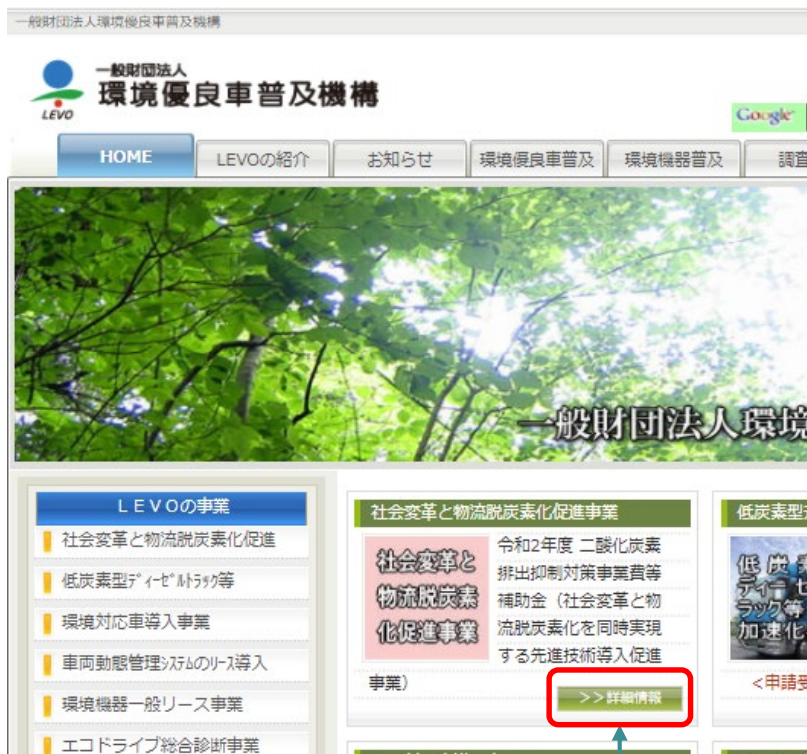 一般財団法人環境優良車普及機構
一般財団法人
環境優良車普及機構
LEVO
Google
HOME
LEVOの紹介
お知らせ
環境優良車普及
環境機器普及
調査
一般財団法人環境
LEVOの事業
社会変革と物流脱炭素化促進
低炭素型ディーゼルトラック等
環境対応車導入事業
車両動態管理システムのリース導入
環境機器一般リース事業
エコドライブ総合診断事業
社会変革と物流脱炭素化促進事業
社会変革と
物流脱炭素
化促進事業
令和2年度 二酸化炭素
排出抑制対策事業費等
補助金（社会変革と物
流脱炭素化を同時実現
する先進技術導入促進
事業）
>>詳細情報
低炭素型
低炭
ディーゼ
ラック等
加速化
<申請受